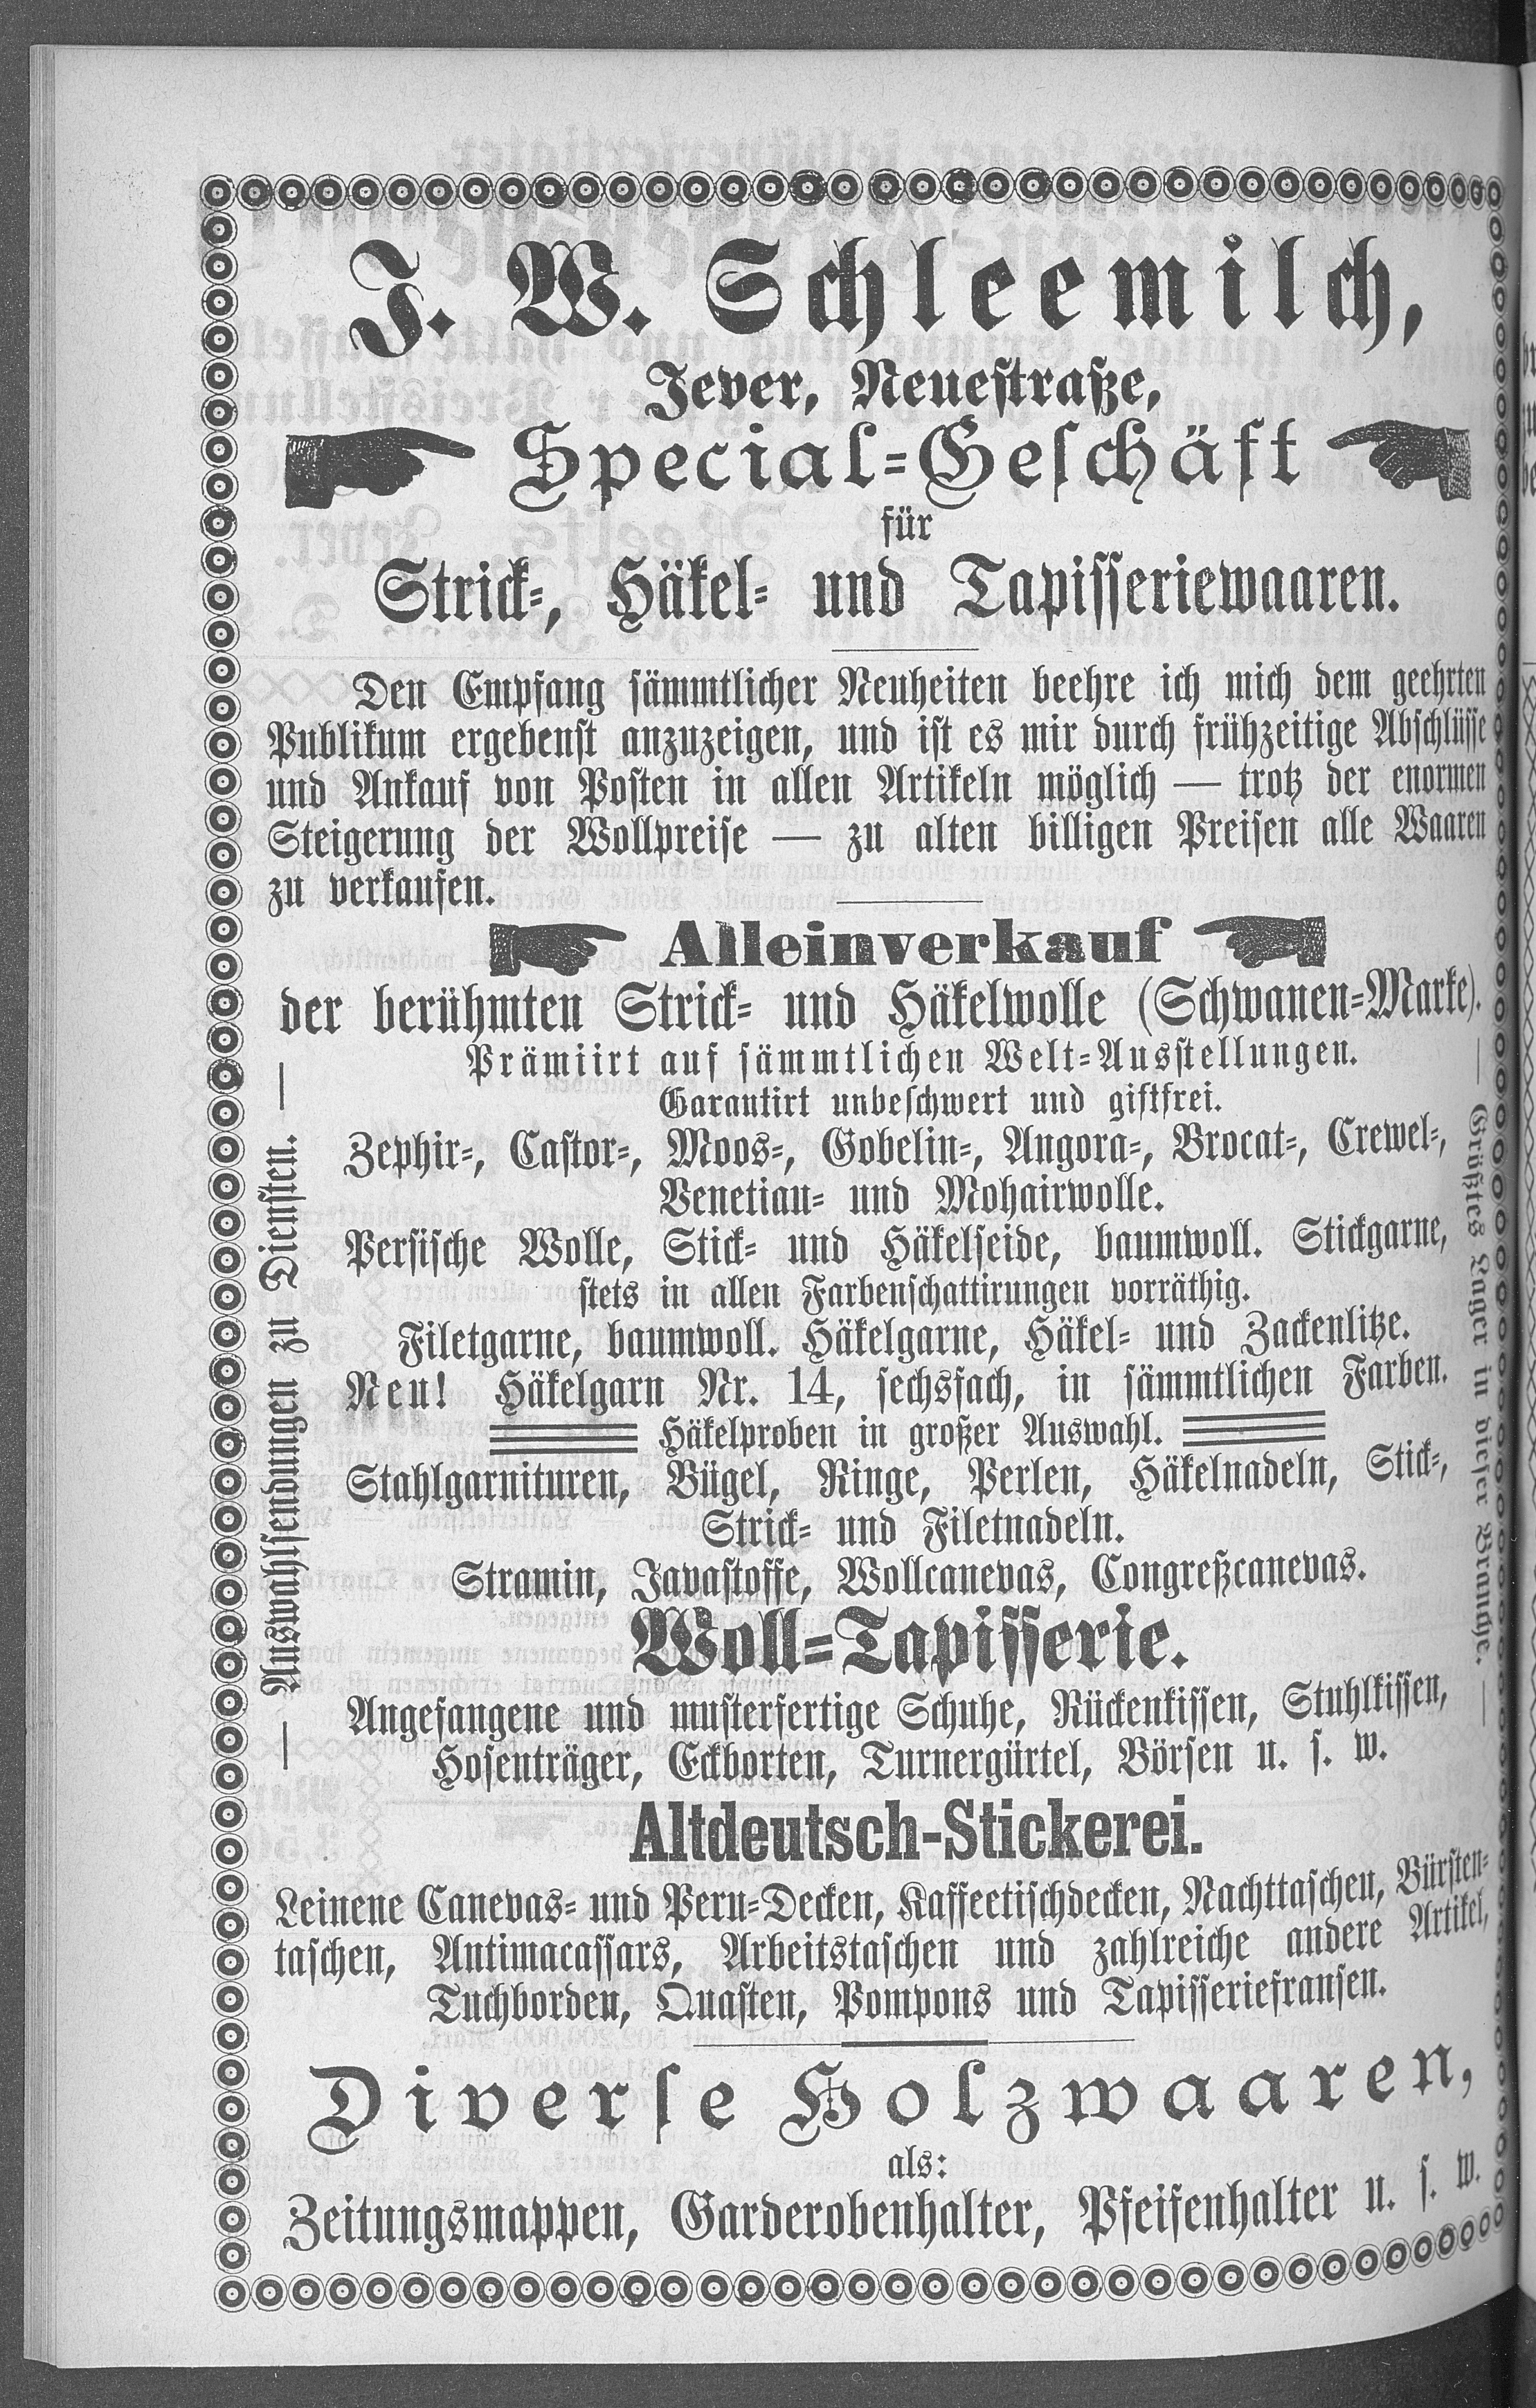 J. W. Schleemilch,
Jever, Neuestraße,
Special-Geschäft
für
Strick-, Häkel- und Tapisseriewaaren.
Den Empfang sämmtlicher Neuheiten beehre ich mich dem geehrten
Publikum ergebenst anzuzeigen, und ist es mir durch frühzeitige Abschlüsse
und Ankauf von Posten in allen Artikeln möglich — trotz der enormen
Steigerung der Wollpreise — zu alten billigen Preisen alle Waaren
zu verkaufen.
Alleinverkauf
der berühmten Strick- und Häkelwolle (Schwanen-Marke).
Prämiirt auf sämmtlichen Welt-Ausstellungen.
Garantirt unbeschwert und giftfrei.
Zephir-, Castor-, Moos-, Gobelin-, Angora-, Brocat-, Crewel-,
Venetian- und Mohairwolle.
Persische Wolle, Stick- und Häkelseide, baumwoll. Stickgarne,
stets in allen Farbenschattirungen vorräthig.
Filetgarne, baumwoll. Häkelgarne, Häkel- und Zackenlitze.
Neu! Häkelgarn Nr. 14, sechsfach, in sämmtlichen Farben.
Häkelproben in großer Auswahl.
Stahlgarnituren, Bügel, Ringe, Perlen, Häkelnadeln, Stick-,
Strick- und Filetnadeln.
Stramin, Javastoffe, Wollcanevas, Congreßcanevas.
Woll-Tapisserie.
Angefangene und musterfertige Schuhe, Rückenkissen, Stuhlkissen,
Hosenträger, Eckborten, Turnergürtel, Börsen u. s. w.
— Auswahlsendungen zu Diensten. —
— Größtes Lager in dieser Branche. —
Altdeutsch-Stickerei.
Leinene Canevas- und Peru-Decken, Kaffeetischdecken, Nachttaschen, Bürsten-
taschen, Antimacassars, Arbeitstaschen und zahlreiche andere Artikel,
Tuchborden, Quasten, Pompons und Tapisseriefransen.
Diverse Holzwaaren,
als:
Zeitungsmappen, Garderobenhalter, Pfeifenhalter u. s. w.